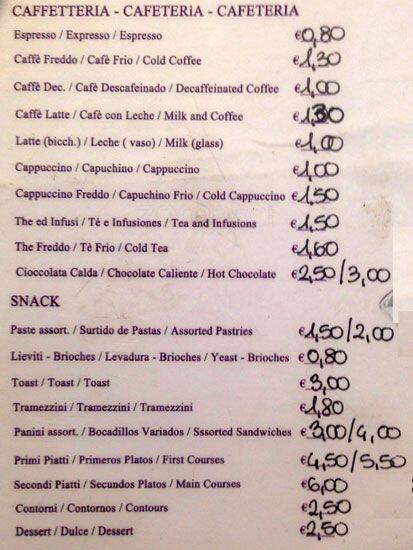 CAFFETTERIA - CAFETERÌA - CAFETERIA
Espresso / Expresso / Espresso €0,80
Caffè Freddo / Cafè Frio / Cold Coffee €1,30
Caffè Dec. / Cafè Descafeinado / Decaffeinated Coffee €1,00
Caffè Latte / Cafè con Leche / Milk and Coffee €1,30
Latte (bicch.) / Leche ( vaso) / Milk (glass) €1,00
Cappuccino / Capuchino / Cappuccino €1,00
Cappuccino Freddo / Capuchino Frio / Cold Cappuccino €1,50
The ed Infusi / Tè e Infusiones / Tea and Infusions €1,50
The Freddo / Tè Frio / Cold Tea €1,60
Cioccolata Calda / Chocolate Caliente / Hot Chocolate €2,50/3,00
SNACK
Paste assort. / Surtido de Pastas / Assorted Pastries €1,50/2,00
Lieviti - Brioches / Levadura - Brioches / Yeast - Brioches €0,80
Toast / Toast / Toast €3,00
Tramezzini / Tramezzini / Tramezzini €1,80
Panini assort. / Bocadillos Variados / Sssorted Sandwiches €3,00/4,00
Primi Piatti / Primeros Platos / First Courses €4,50/5,50
Secondi Piatti / Secundos Platos / Main Courses €6,00
Contorni / Contornos / Contours €2,50
Dessert / Dulce / Dessert €2,50